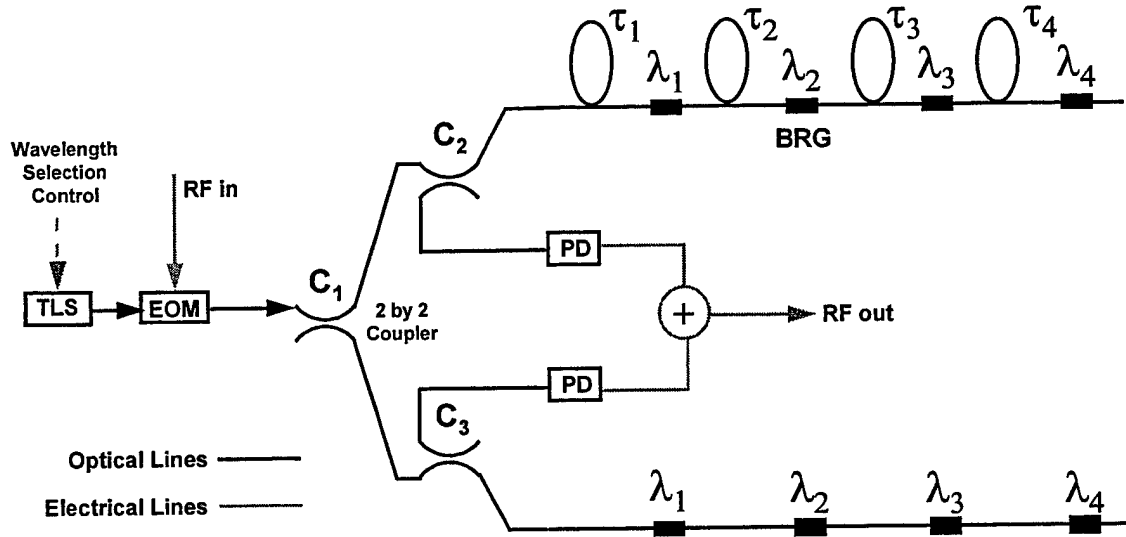 τ1 τ2 τ3 τ4
λ1 λ2 λ3 λ4
BRG
C2
Wavelength
Selection
Control
RF in
PD
TLS
EOM
C1
2 by 2
Coupler
+
RF out
PD
C3
Optical Lines
Electrical Lines
λ1 λ2 λ3 λ4